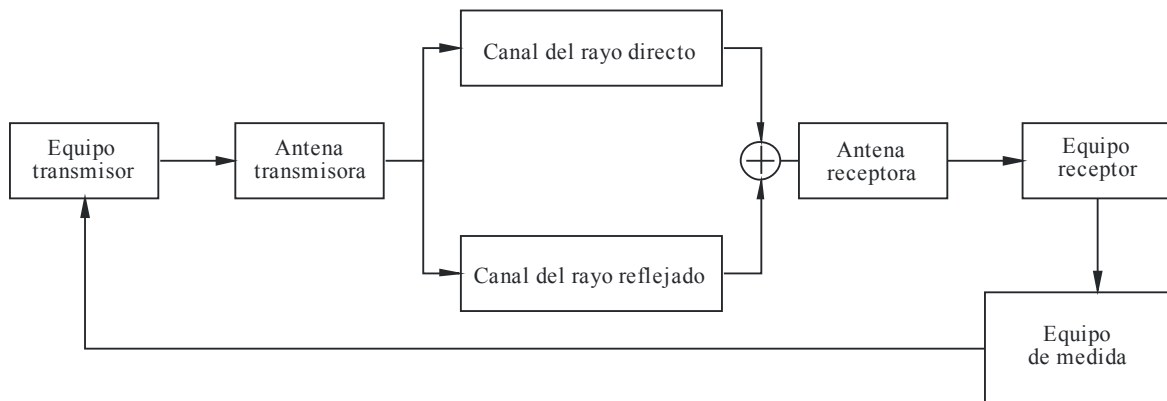 Canal del rayo directo
Equipo
transmisor
Antena
transmisora
Antena
receptora
Equipo
receptor
Canal del rayo reflejado
Equipo
de medida